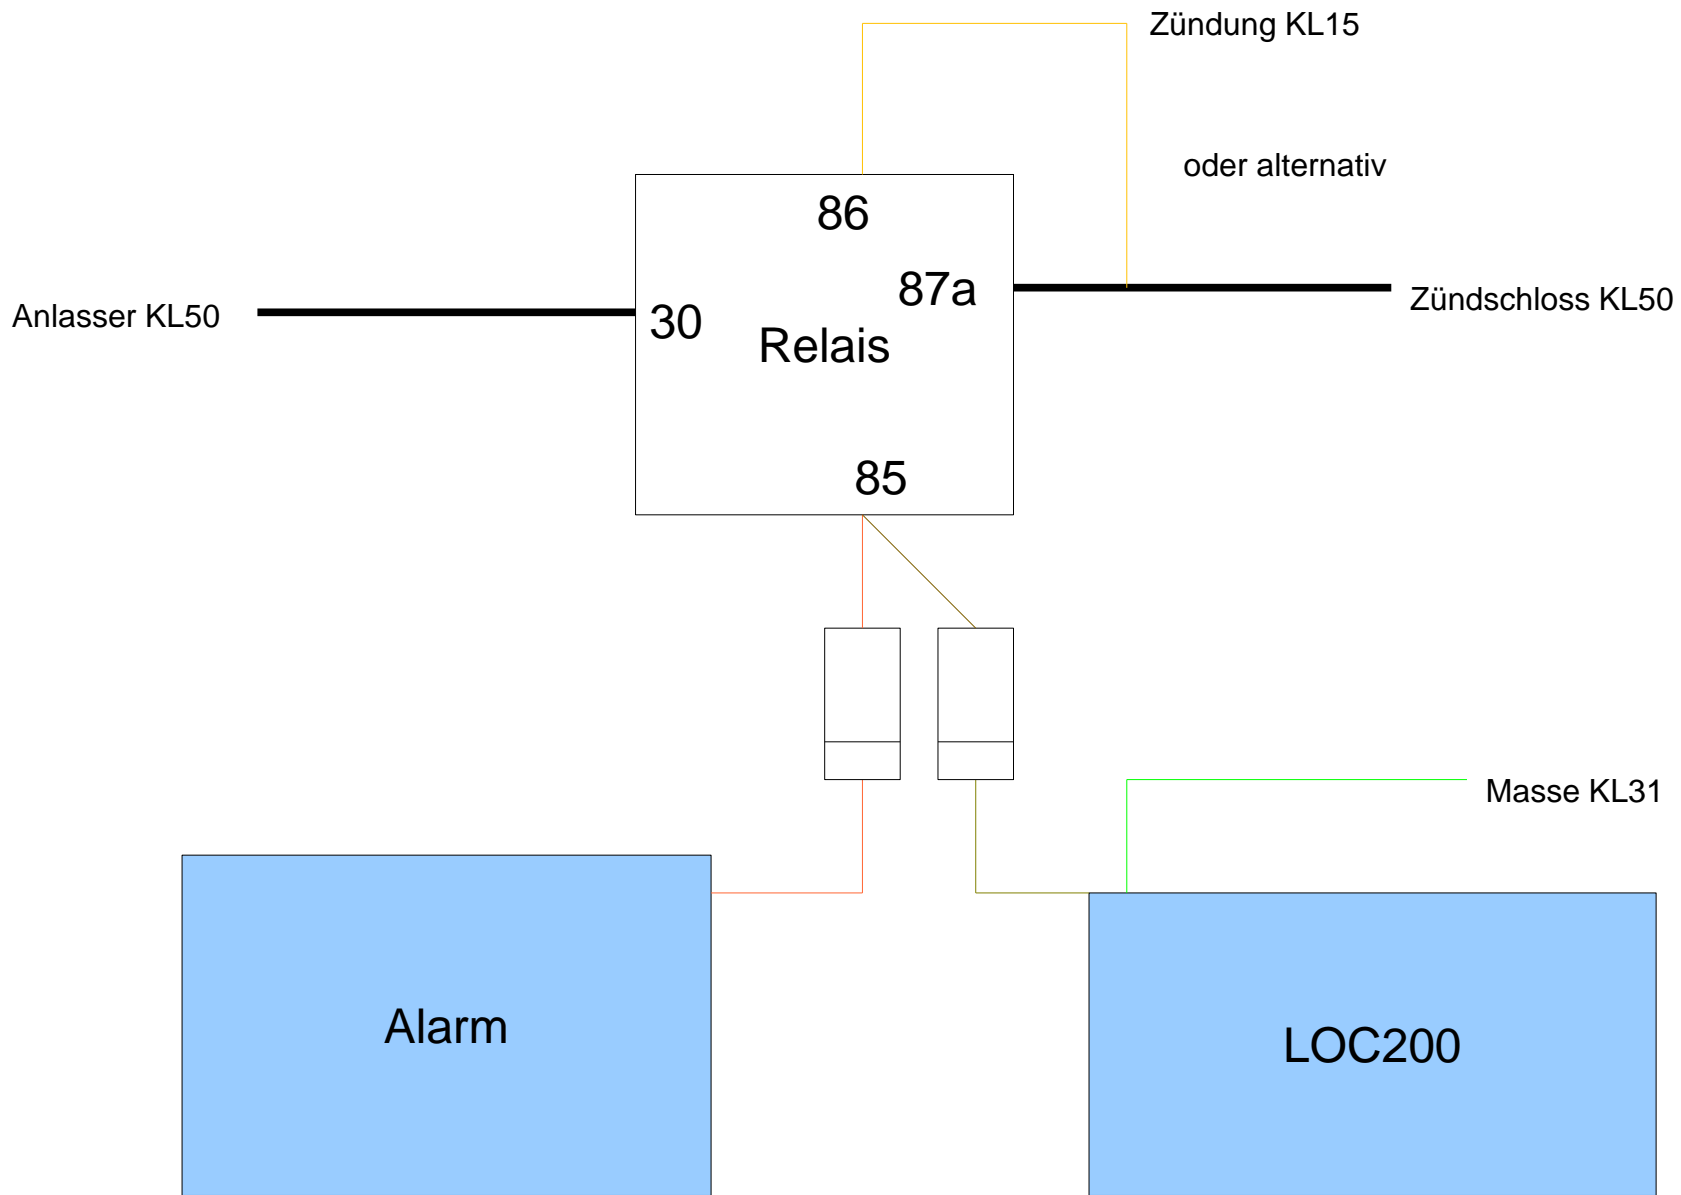 Zündung KL15
oder alternativ
86
87a
Zündschloss KL50
Anlasser KL50
30
Relais
85
Masse KL31
Alarm
LOC200